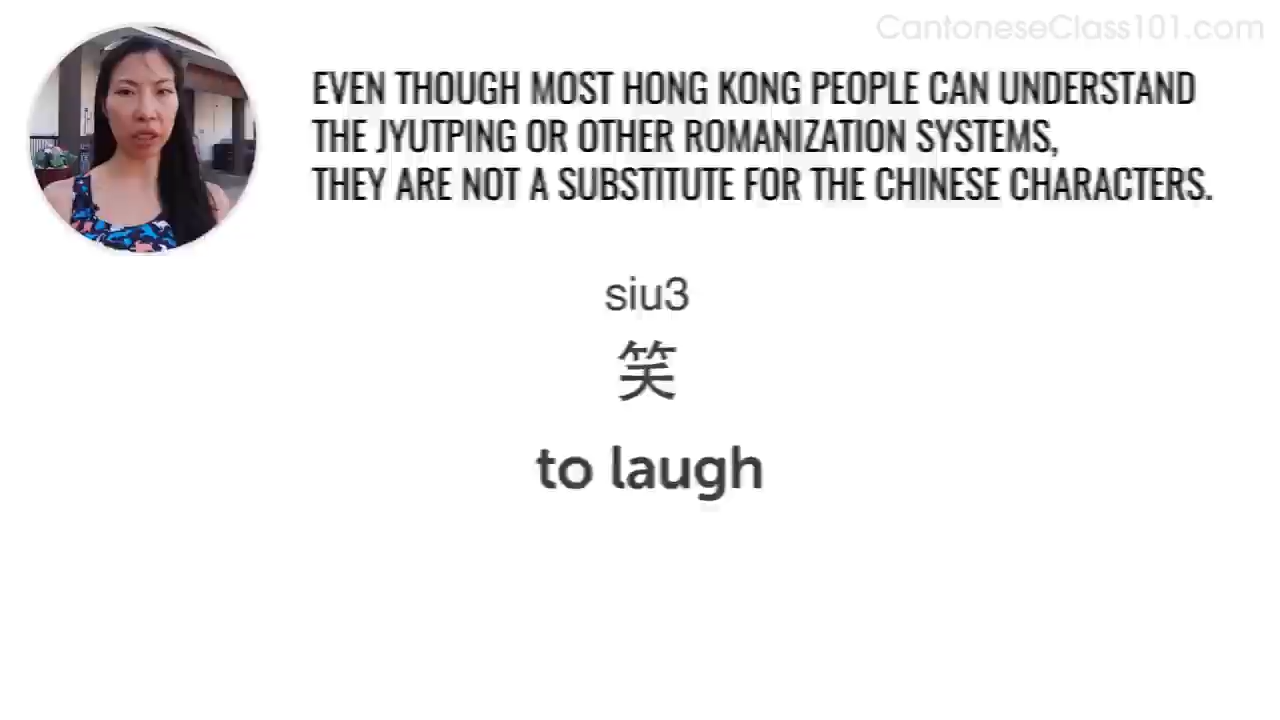 CantoneseClass101.com
EVEN THOUGH MOST HONG KONG PEOPLE CAN UNDERSTAND
THE JYUTPING OR OTHER ROMANIZATION SYSTEMS,
THEY ARE NOT A SUBSTITUTE FOR THE CHINESE CHARACTERS.
siu3
笑
to laugh